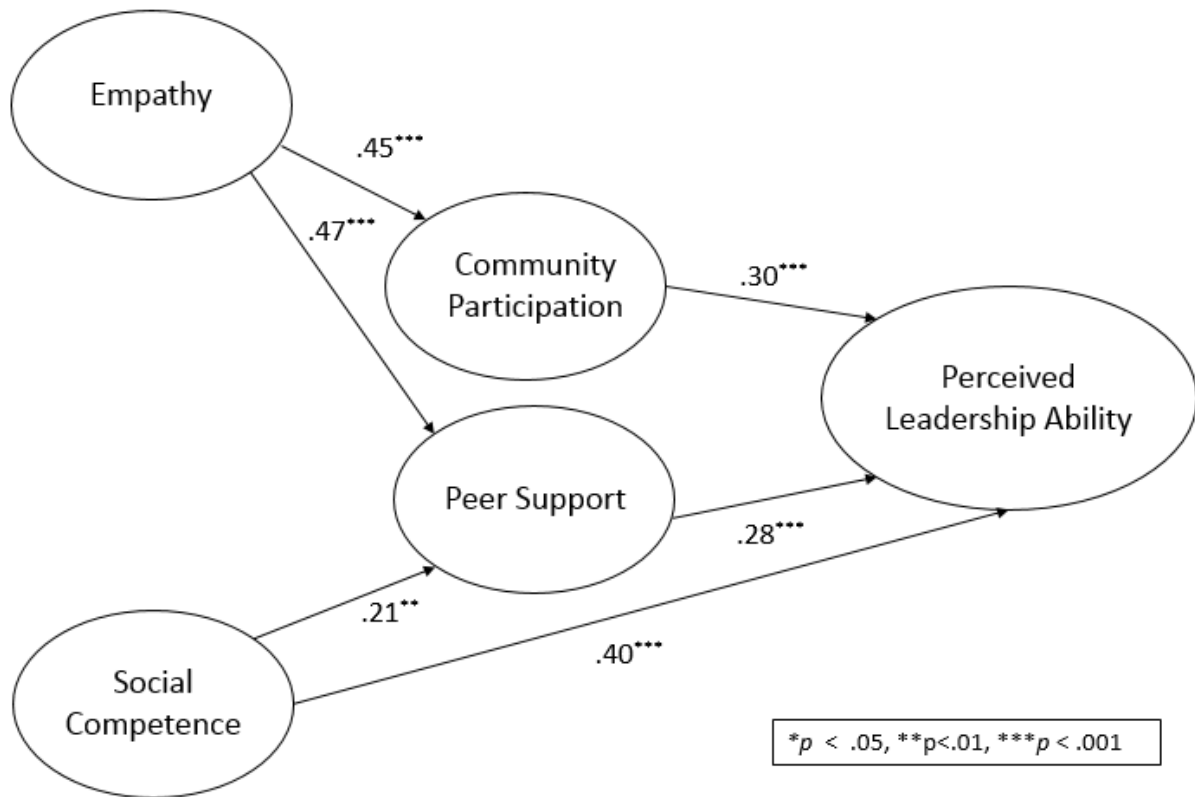 Empathy
.45***
.47***
Community
Participation
.30***
Perceived
Leadership Ability
Peer Support
.28***
.21**
.40***
Social
Competence
*p < .05, **p<.01, ***p < .001